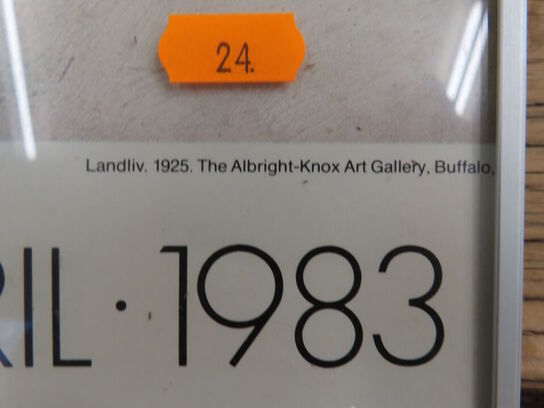 24.
Landliv. 1925. The Albright-Knox Art Gallery, Buffalo,
RIL · 1983